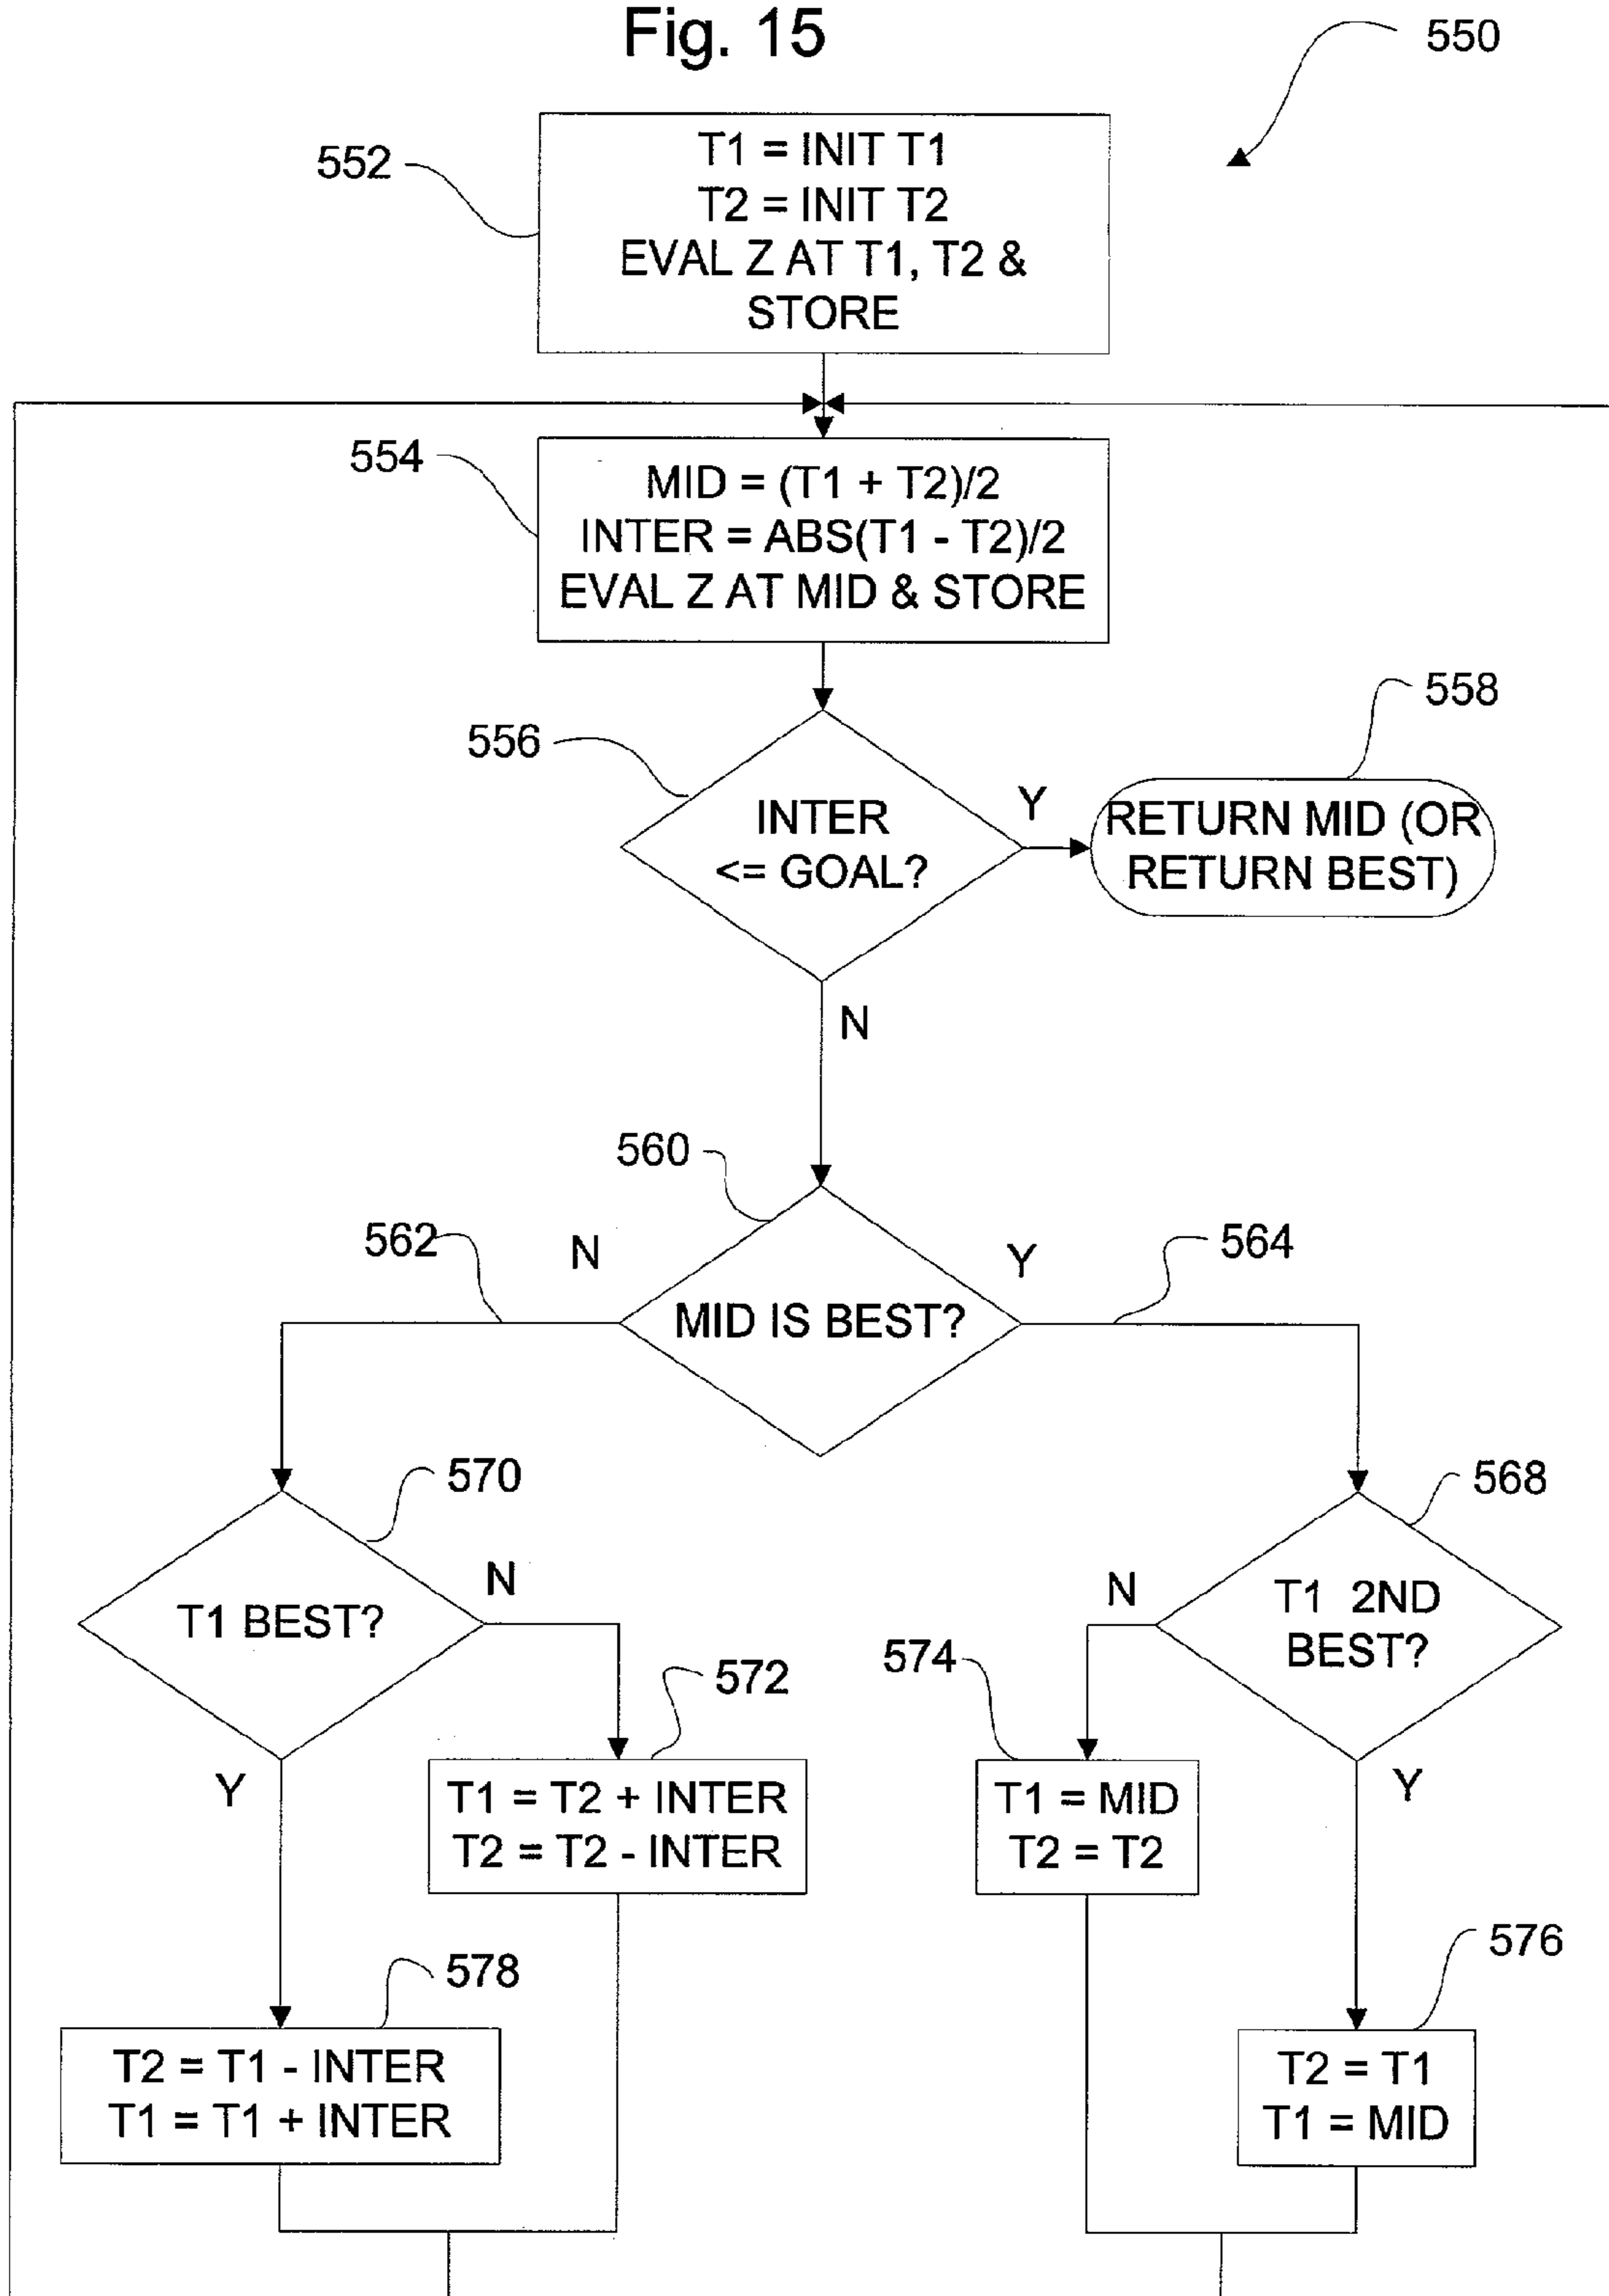 Fig. 15
550
552
T1 = INIT T1
T2 = INIT T2
EVAL Z AT T1, T2 &
STORE
554
MID = (T1 + T2)/2
INTER = ABS(T1 - T2)/2
EVAL Z AT MID & STORE
556
558
INTER
<= GOAL?
Y
RETURN MID (OR
RETURN BEST)
N
560
562
N
Y
564
MID IS BEST?
570
568
T1 BEST?
N
N
T1 2ND
BEST?
572
574
Y
T1 = T2 + INTER
T2 = T2 - INTER
T1 = MID
T2 = T2
Y
578
576
T2 = T1 - INTER
T1 = T1 + INTER
T2 = T1
T1 = MID